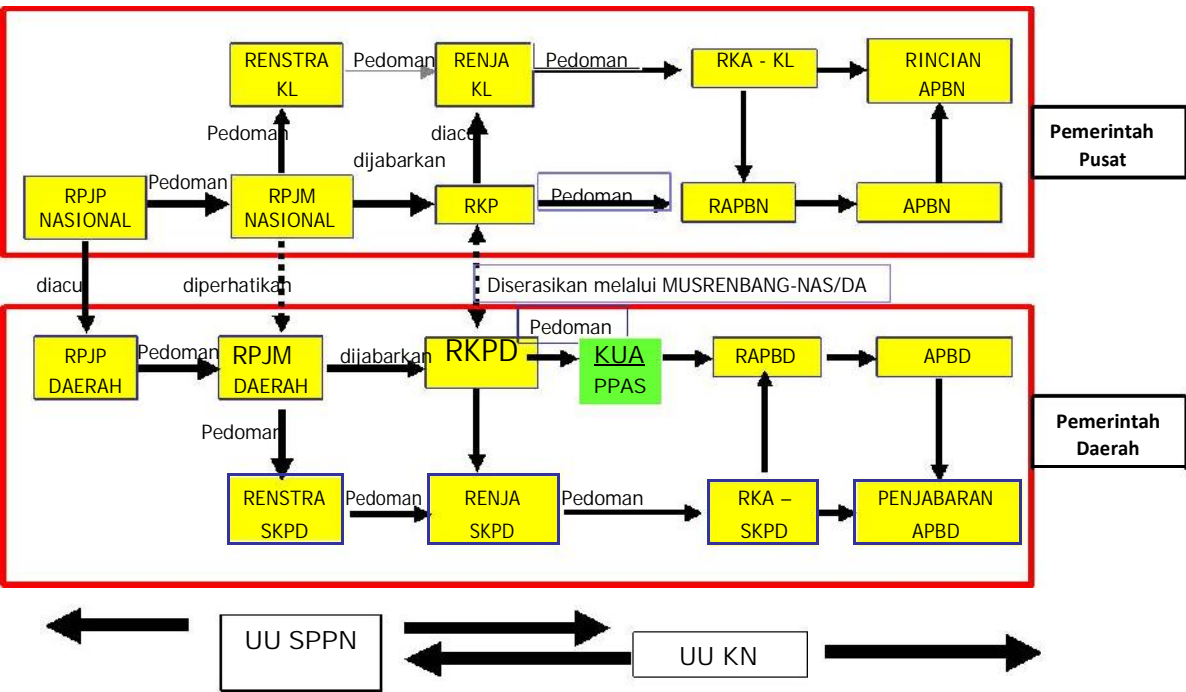 RENSTRA
KL
Pedoman
RENJA
KL
Pedoman
RKA - KL
RINCIAN
APBN
Pemerintah
Pusat
Pedoman
diacu
dijabarkan
RPJP
NASIONAL
Pedoman
RPJM
NASIONAL
RKP
Pedoman
RAPBN
APBN
diacu
diperhatikan
Diserasikan melalui MUSRENBANG-NAS/DA
Pedoman
RPJP
DAERAH
Pedoman
RPJM
DAERAH
dijabarkan
RKPD
KUA
PPAS
RAPBD
APBD
Pemerintah
Daerah
Pedoman
RENSTRA
SKPD
Pedoman
RENJA
SKPD
Pedoman
RKA –
SKPD
PENJABARAN
APBD
UU SPPN
UU KN